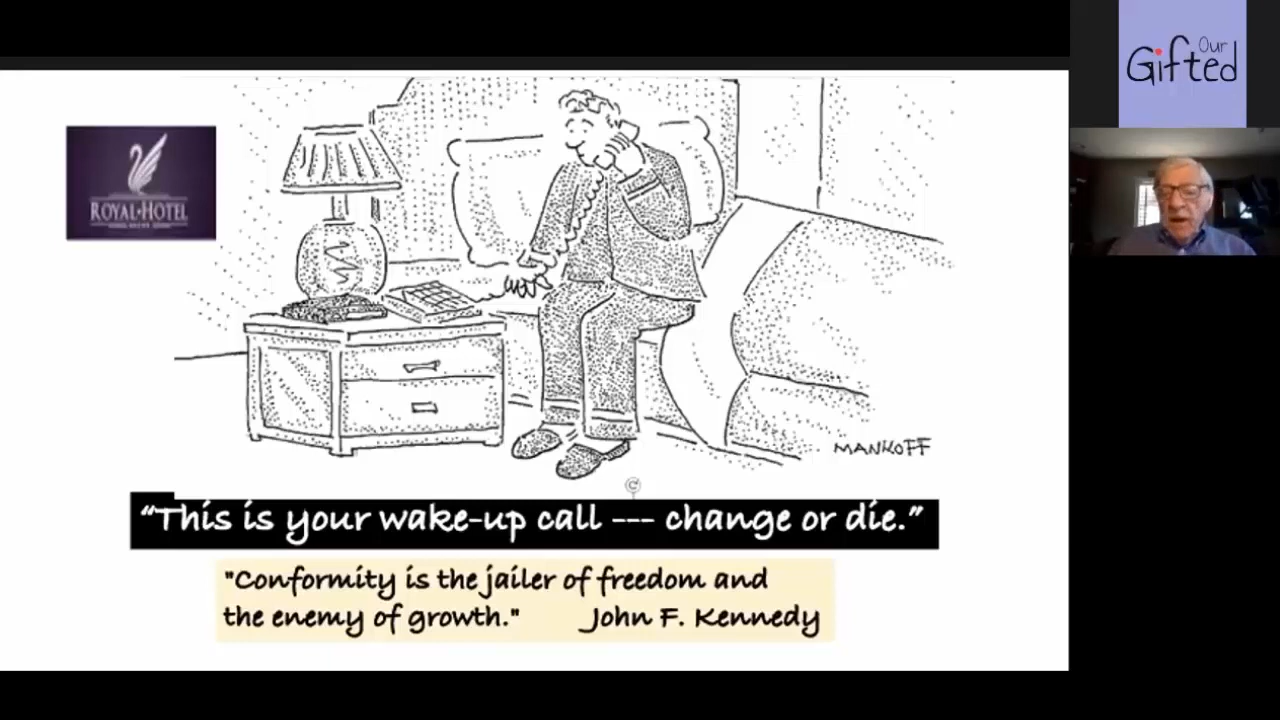 Our
Gifted
ROYAL HOTEL
MANKOFF
“This is your wake-up call --- change or die.”
"Conformity is the jailer of freedom and
the enemy of growth."    John F. Kennedy